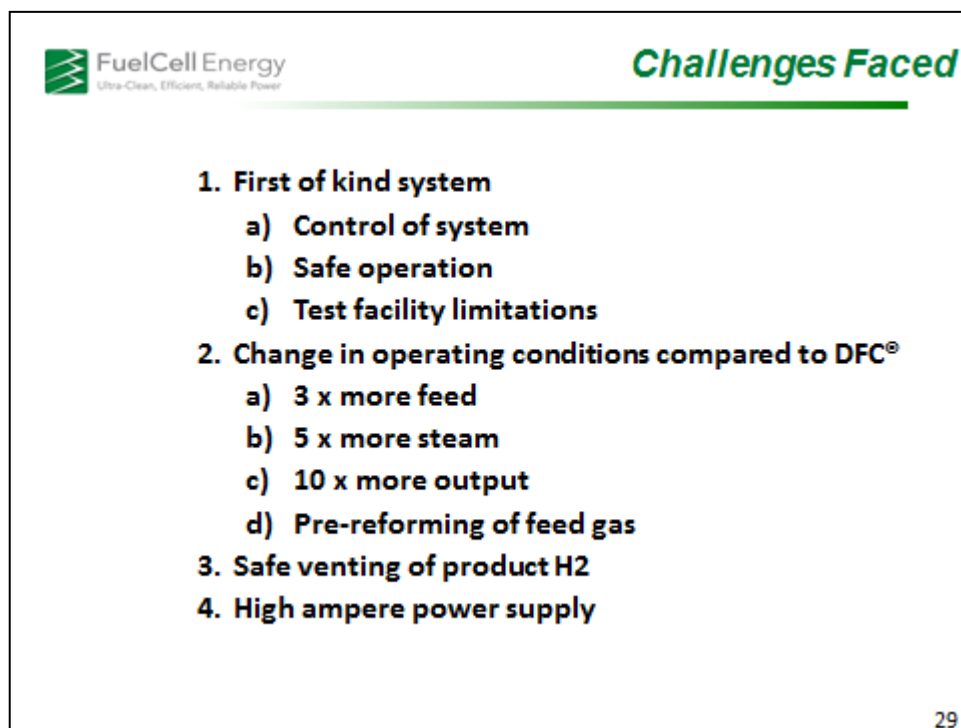 FuelCell Energy
Ultra-Clean, Efficient, Reliable Power
Challenges Faced
1. First of kind system
a) Control of system
b) Safe operation
c) Test facility limitations
2. Change in operating conditions compared to DFC®
a) 3 x more feed
b) 5 x more steam
c) 10 x more output
d) Pre-reforming of feed gas
3. Safe venting of product H2
4. High ampere power supply
29